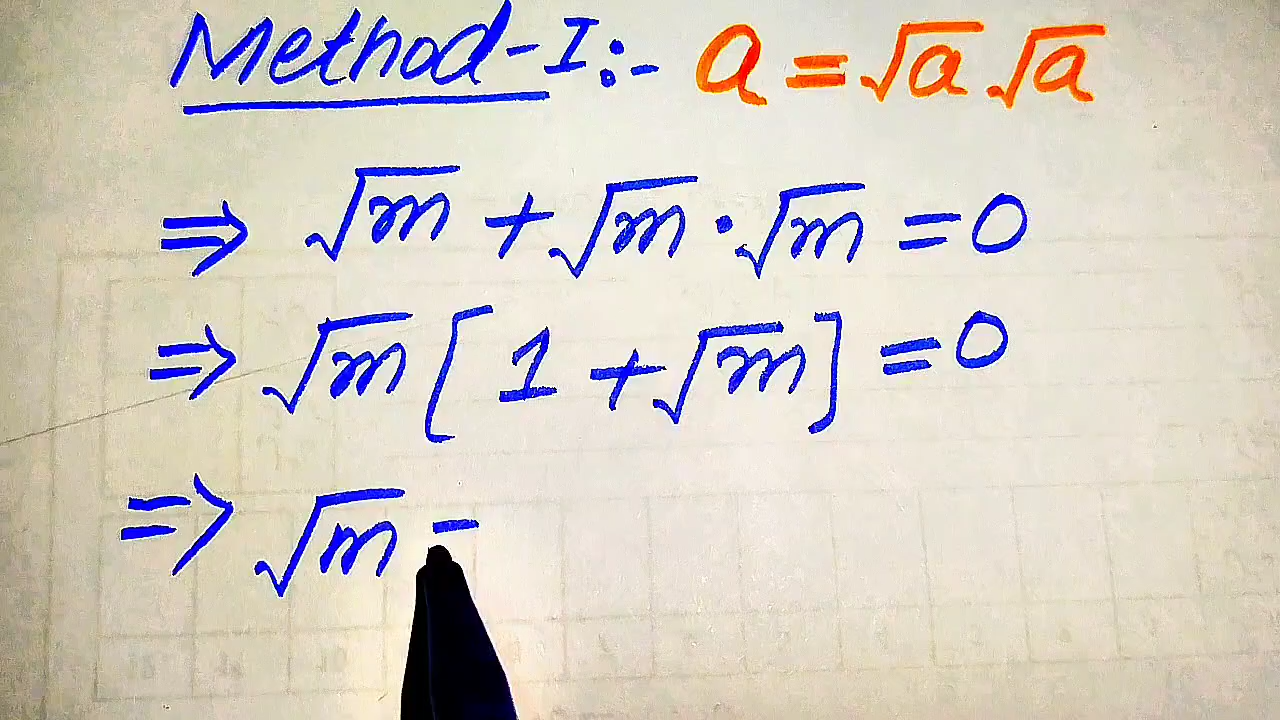 Method-I:- a = √a √a
⇒ √m + √m · √m = 0
⇒ √m [ 1 + √m ] = 0
⇒ √m -